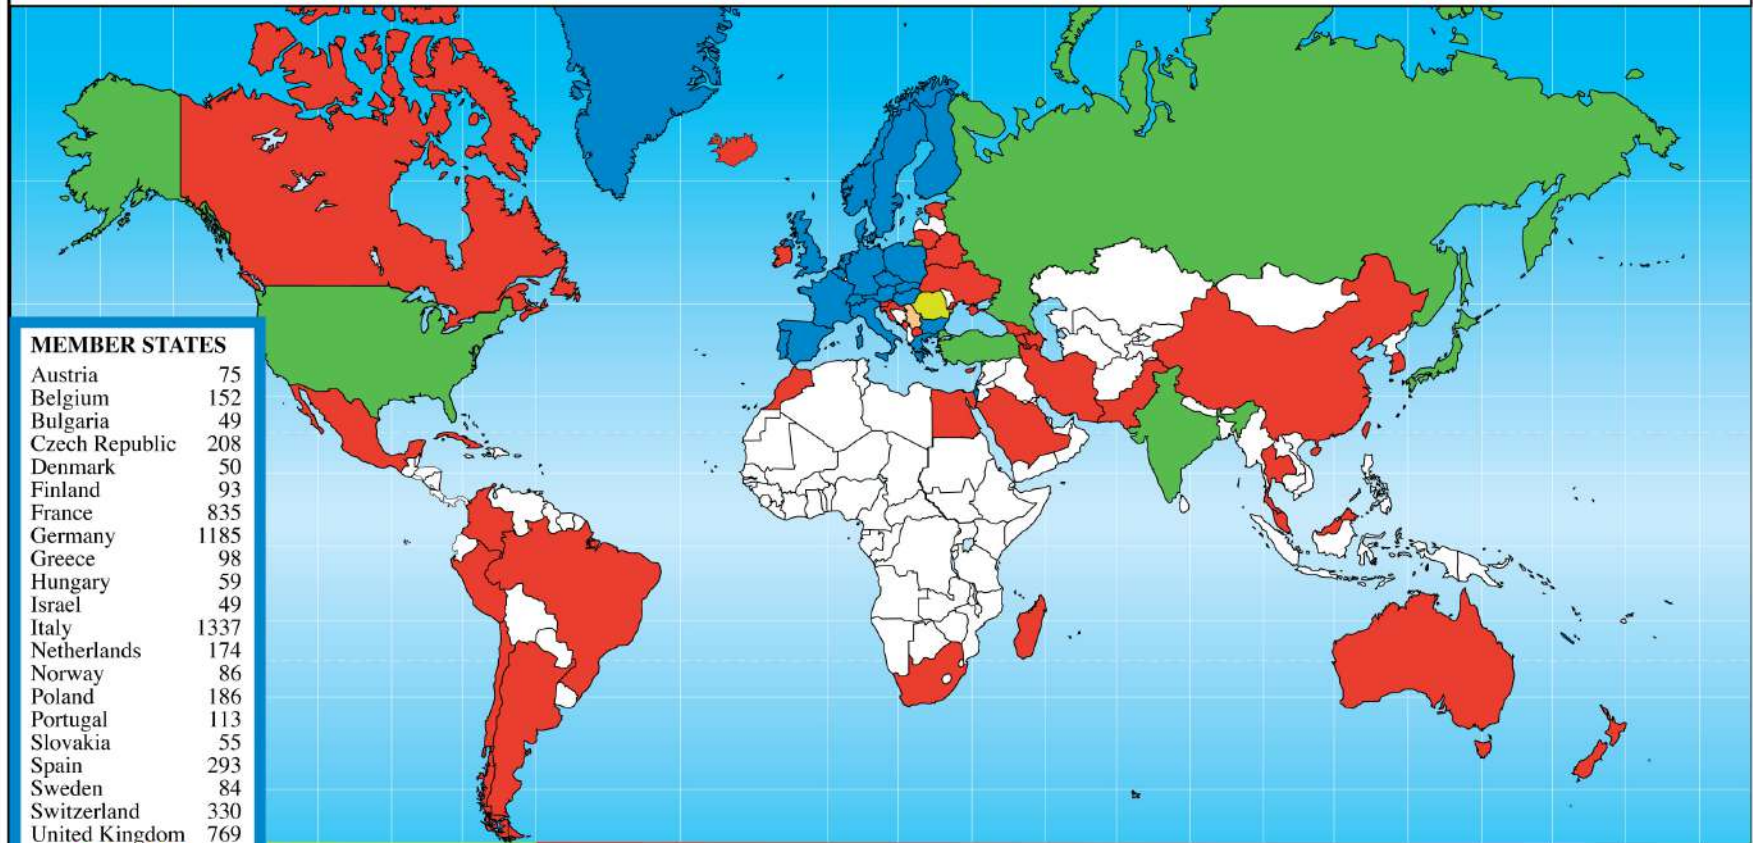 MEMBER STATES
Austria 75
Belgium 152
Bulgaria 49
Czech Republic 208
Denmark 50
Finland 93
France 835
Germany 1185
Greece 98
Hungary 59
Israel 49
Italy 1337
Netherlands 174
Norway 86
Poland 186
Portugal 113
Slovakia 55
Spain 293
Sweden 84
Switzerland 330
United Kingdom 769